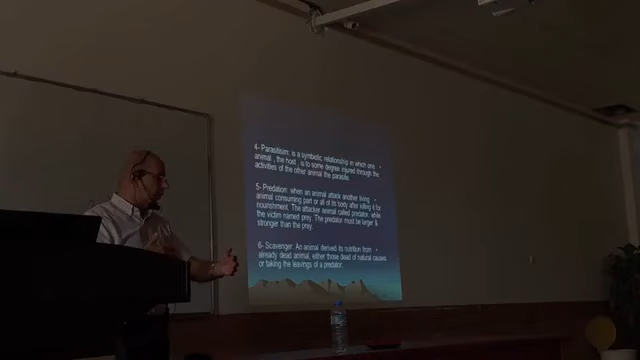 4- Parasitisim: is a symbiotic relationship in which one
animal , the host , is to some degree injured through the
activities of the other animal the parasite.
5- Predation: when an animal attack another living
animal consuming part or all of its body after killing it for
nourishment. The attacker animal called predator, while
the victim named prey. The predator must be larger &
stronger than the prey.
6- Scavenger: An animal derived its nutrition from
already dead animal, either those dead of natural causes
or taking the leavings of a predator.